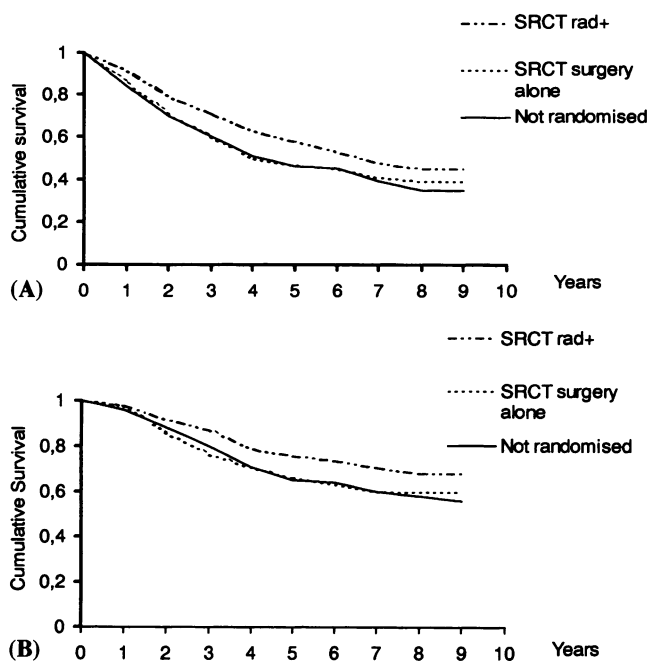 SRCT rad+
SRCT surgery
alone
Not randomised
Cumulative survival
1
0,8
0,6
0,4
0,2
0
0 1 2 3 4 5 6 7 8 9 10
Years
(A)
SRCT rad+
SRCT surgery
alone
Not randomised
Cumulative Survival
1
0,8
0,6
0,4
0,2
0
0 1 2 3 4 5 6 7 8 9 10
Years
(B)